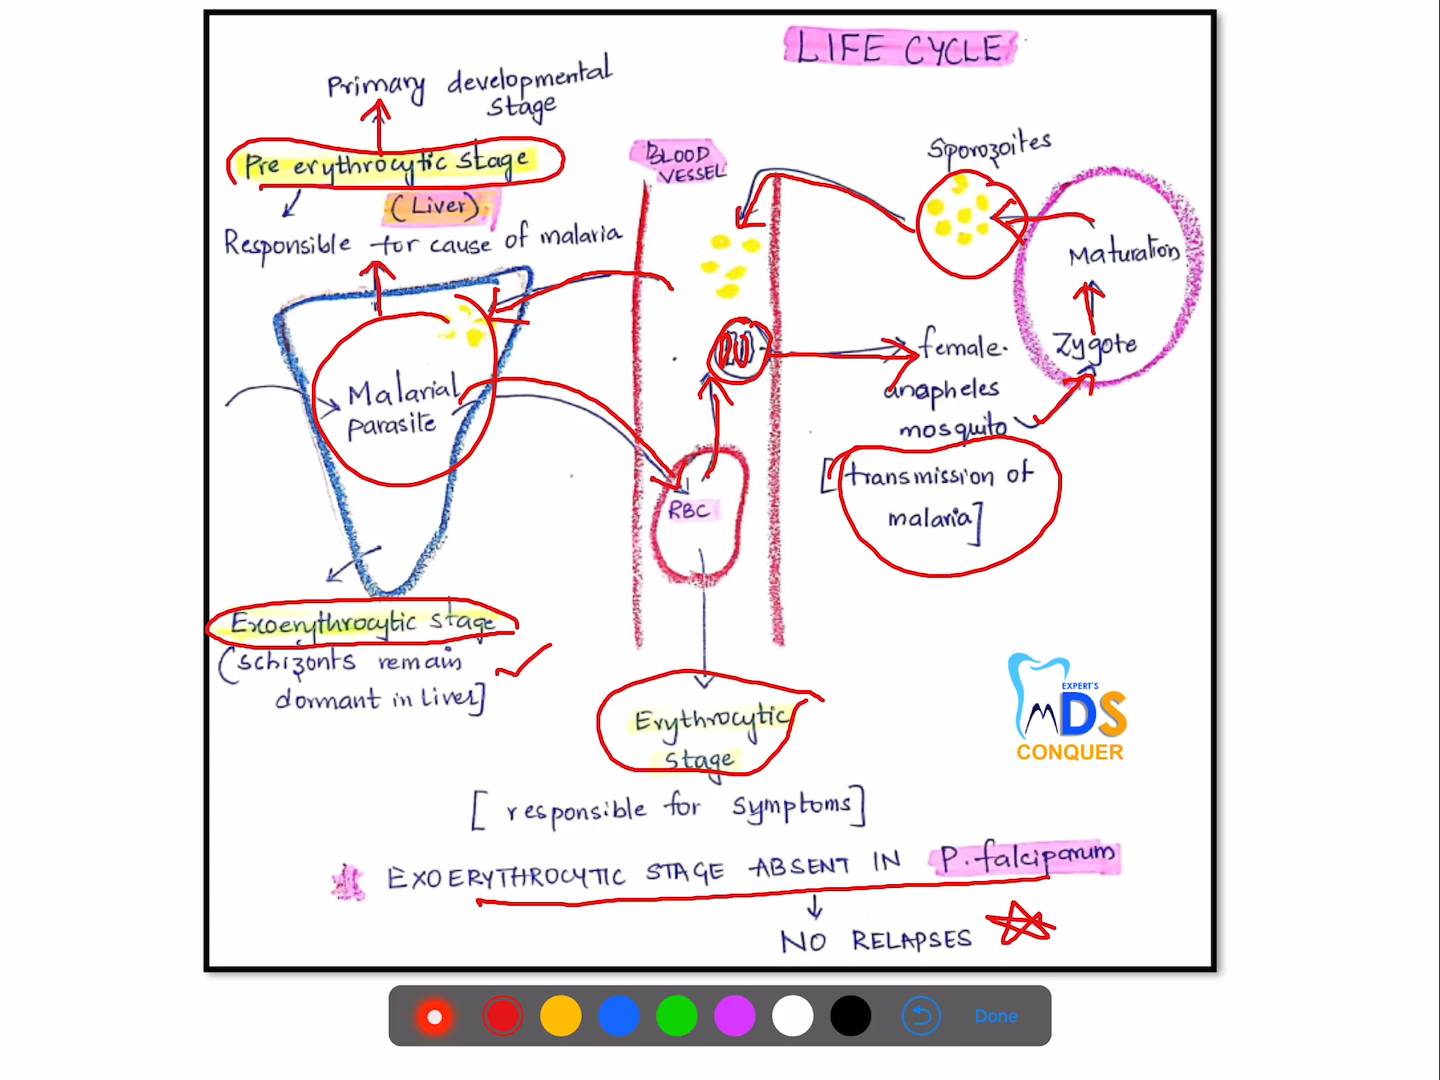 LIFE CYCLE
Primary developmental
stage
Pre erythrocytic stage
(Liver)
Responsible for cause of malaria
Malarial
parasite
Exoerythrocytic stage
(schizonts remain
dormant in liver]
BLOOD
VESSEL
RBC
Erythrocytic
stage
[ responsible for symptoms]
Sporozoites
Maturation
Zygote
female
anapheles
mosquito
[transmission of
malaria]
EXPERT'S
MDS
CONQUER
EXOERYTHROCYTIC STAGE ABSENT IN P. falciparum
NO RELAPSES
Done